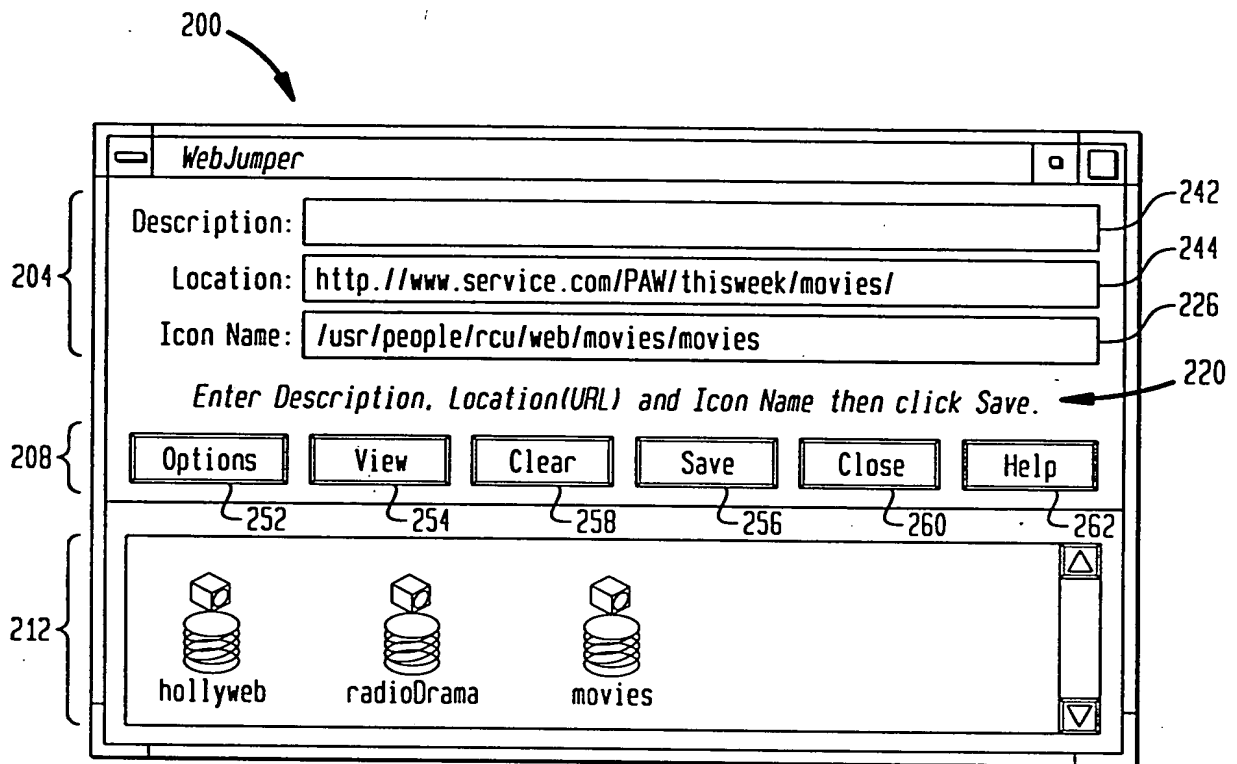 200
WebJumper
Description:
242
204
Location: http.//www.service.com/PAW/thisweek/movies/
244
Icon Name: /usr/people/rcu/web/movies/movies
226
Enter Description, Location(URL) and Icon Name then click Save.
220
208
Options View Clear Save Close Help
252 254 258 256 260 262
212
hollyweb radioDrama movies